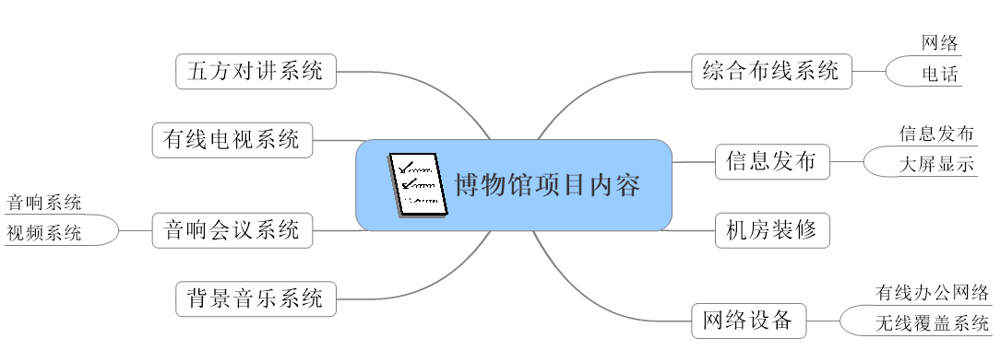 博物馆项目内容
综合布线系统
网络
电话
信息发布
信息发布
大屏显示
机房装修
网络设备
有线办公网络
无线覆盖系统
五方对讲系统
有线电视系统
音响会议系统
音响系统
视频系统
背景音乐系统